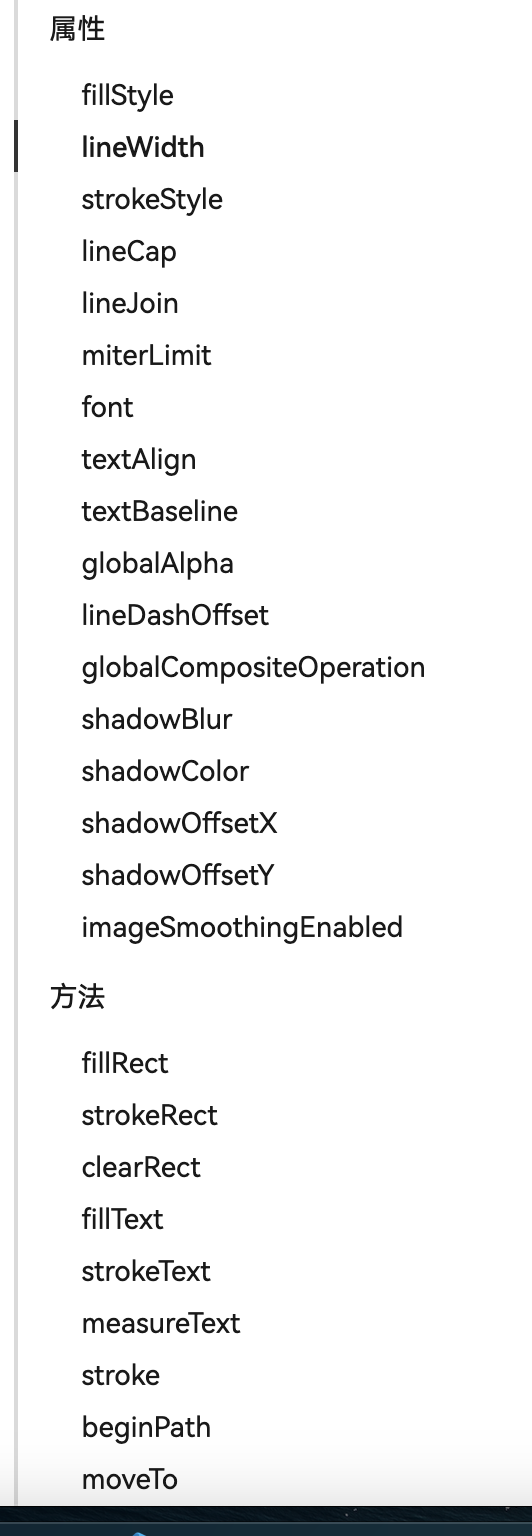 属性
fillStyle
lineWidth
strokeStyle
lineCap
lineJoin
miterLimit
font
textAlign
textBaseline
globalAlpha
lineDashOffset
globalCompositeOperation
shadowBlur
shadowColor
shadowOffsetX
shadowOffsetY
imageSmoothingEnabled
方法
fillRect
strokeRect
clearRect
fillText
strokeText
measureText
stroke
beginPath
moveTo